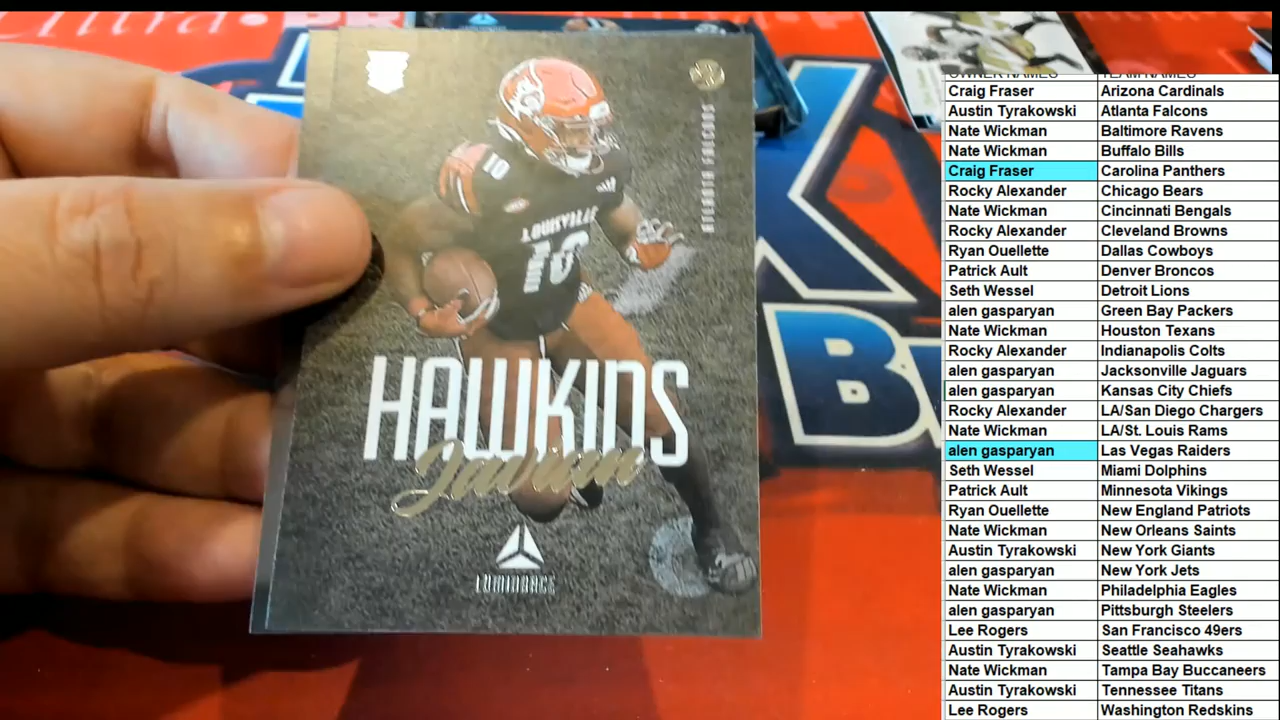 ATLANTA FALCONS
10
LOUISVILLE
10
HAWKINS
Javian
LUMINANCE
OWNER NAMES TEAM NAMES
Craig Fraser Arizona Cardinals
Austin Tyrakowski Atlanta Falcons
Nate Wickman Baltimore Ravens
Nate Wickman Buffalo Bills
Craig Fraser Carolina Panthers
Rocky Alexander Chicago Bears
Nate Wickman Cincinnati Bengals
Rocky Alexander Cleveland Browns
Ryan Ouellette Dallas Cowboys
Patrick Ault Denver Broncos
Seth Wessel Detroit Lions
alen gasparyan Green Bay Packers
Nate Wickman Houston Texans
Rocky Alexander Indianapolis Colts
alen gasparyan Jacksonville Jaguars
alen gasparyan Kansas City Chiefs
Rocky Alexander LA/San Diego Chargers
Nate Wickman LA/St. Louis Rams
alen gasparyan Las Vegas Raiders
Seth Wessel Miami Dolphins
Patrick Ault Minnesota Vikings
Ryan Ouellette New England Patriots
Nate Wickman New Orleans Saints
Austin Tyrakowski New York Giants
alen gasparyan New York Jets
Nate Wickman Philadelphia Eagles
alen gasparyan Pittsburgh Steelers
Lee Rogers San Francisco 49ers
Austin Tyrakowski Seattle Seahawks
Nate Wickman Tampa Bay Buccaneers
Austin Tyrakowski Tennessee Titans
Lee Rogers Washington Redskins